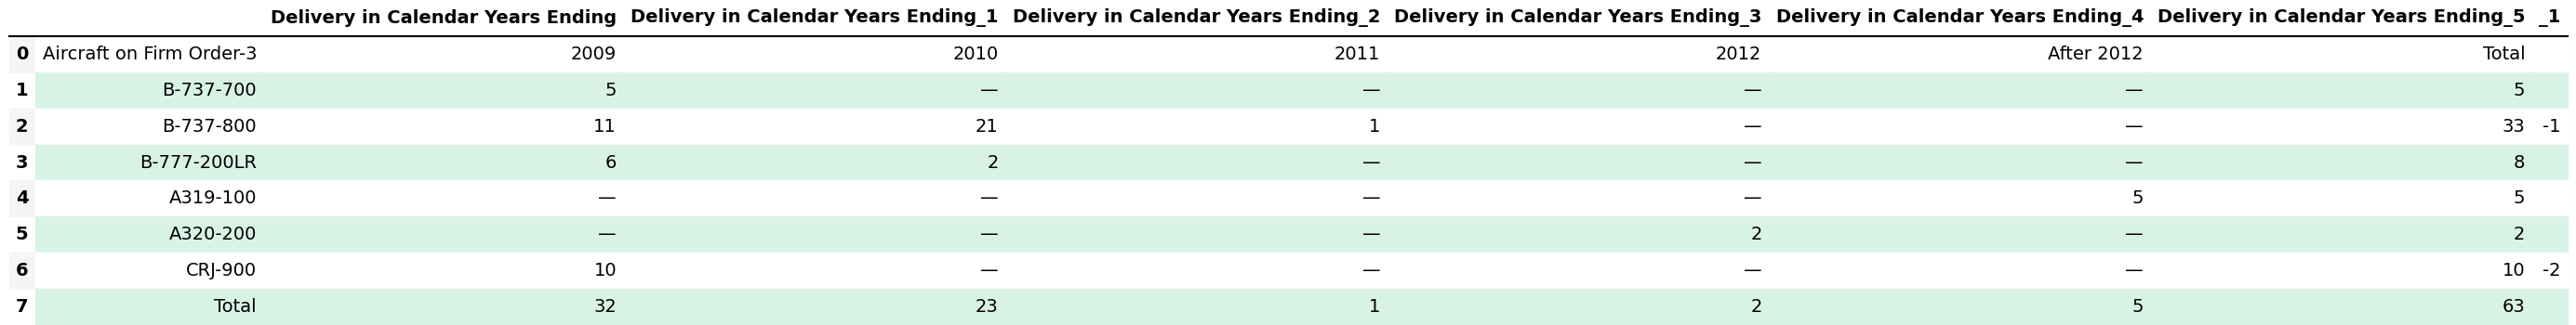 Delivery in Calendar Years Ending Delivery in Calendar Years Ending_1 Delivery in Calendar Years Ending_2 Delivery in Calendar Years Ending_3 Delivery in Calendar Years Ending_4 Delivery in Calendar Years Ending_5 _1
0 Aircraft on Firm Order-3 2009 2010 2011 2012 After 2012 Total
1 B-737-700 5 — — — — 5
2 B-737-800 11 21 1 — — 33 -1
3 B-777-200LR 6 2 — — — 8
4 A319-100 — — — — 5 5
5 A320-200 — — — 2 — 2
6 CRJ-900 10 — — — — 10 -2
7 Total 32 23 1 2 5 63